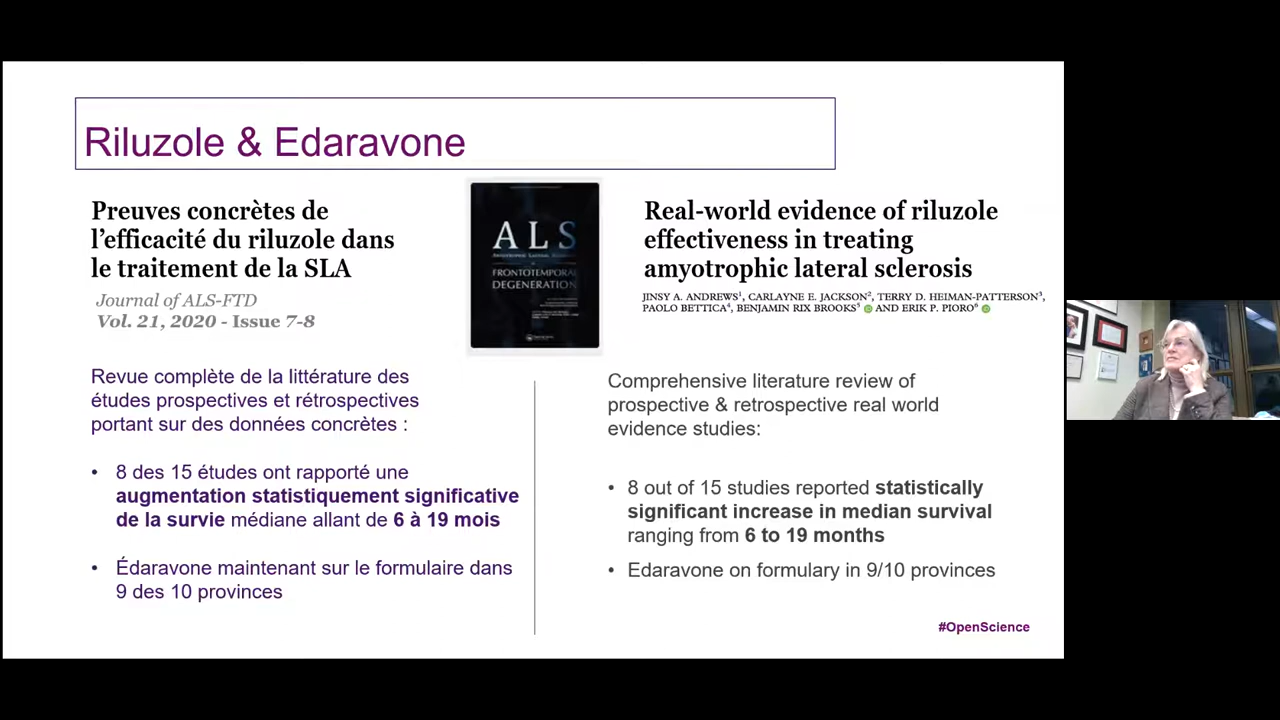 Riluzole & Edaravone
Preuves concrètes de
l'efficacité du riluzole dans
le traitement de la SLA
Journal of ALS-FTD
Vol. 21, 2020 - Issue 7-8
ALS
FRONTOTEMPORAL
DEGENERATION
Real-world evidence of riluzole
effectiveness in treating
amyotrophic lateral sclerosis
JINSY A. ANDREWS¹, CARLAYNE E. JACKSON², TERRY D. HEIMAN-PATTERSON³,
PAOLO BETTICA⁴, BENJAMIN RIX BROOKS⁵ AND ERIK P. PIORO⁶
Revue complète de la littérature des
études prospectives et rétrospectives
portant sur des données concrètes :
• 8 des 15 études ont rapporté une
augmentation statistiquement significative
de la survie médiane allant de 6 à 19 mois
• Édaravone maintenant sur le formulaire dans
9 des 10 provinces
Comprehensive literature review of
prospective & retrospective real world
evidence studies:
• 8 out of 15 studies reported statistically
significant increase in median survival
ranging from 6 to 19 months
• Edaravone on formulary in 9/10 provinces
#OpenScience